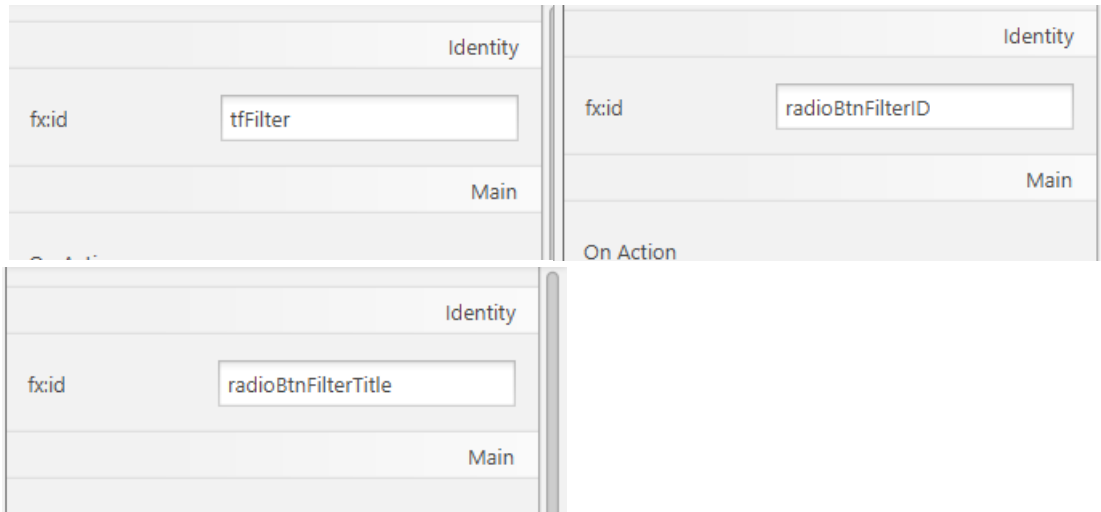 Identity
fx:id tfFilter
Main
Identity
fx:id radioBtnFilterID
Main
On Action
Identity
fx:id radioBtnFilterTitle
Main